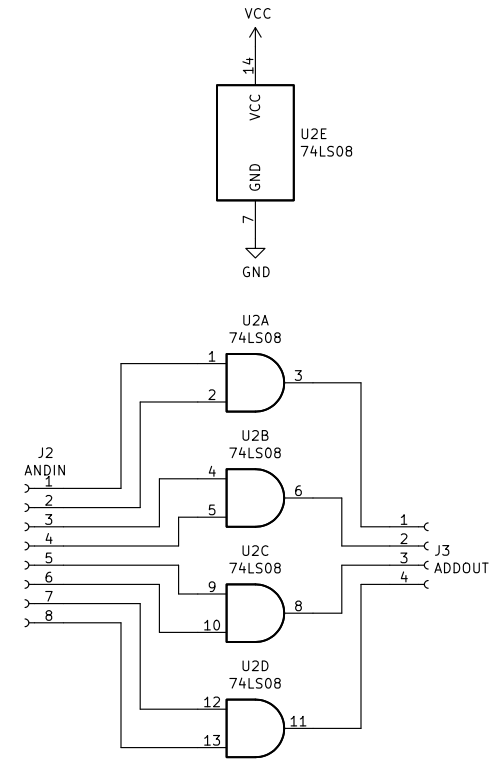 VCC
14
VCC
U2E
74LS08
GND
7
GND
U2A
74LS08
1
3
2
U2B
74LS08
J2
ANDIN
4
1
6
2
5
3
1
4
2
J3
U2C
5
3
ADDOUT
74LS08
6
9
4
7
8
8
10
U2D
74LS08
12
11
13